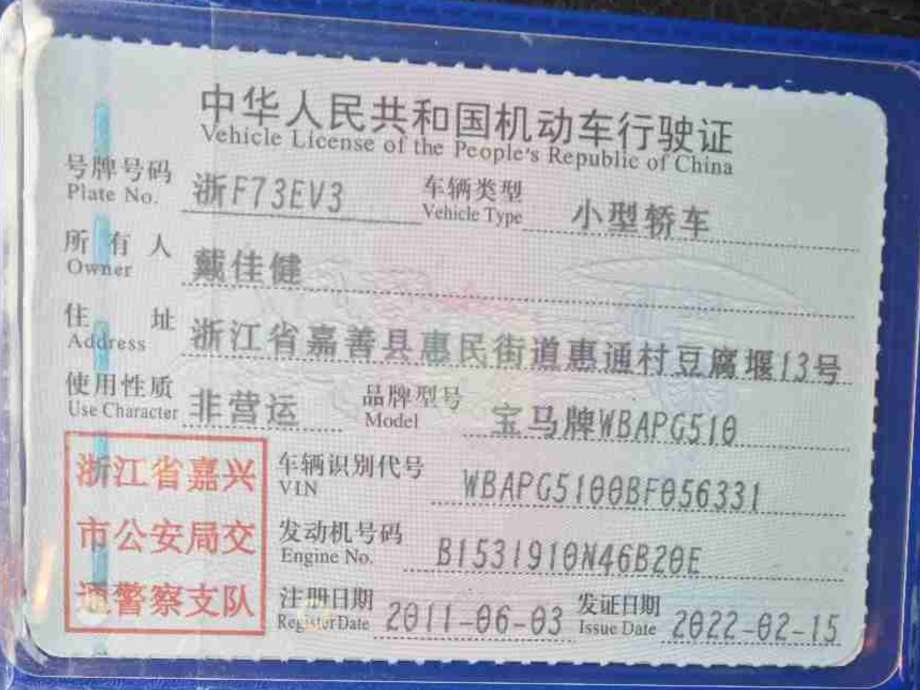 中华人民共和国机动车行驶证
Vehicle License of the People's Republic of China
号牌号码 浙F73EV3 车辆类型 小型轿车
Plate No. Vehicle Type
所有人 戴佳健
Owner
住址 浙江省嘉善县惠民街道惠通村豆腐堰13号
Address
使用性质 非营运 品牌型号 宝马牌WBAPG510
Use Character Model
浙江省嘉兴
市公安局交
通警察支队
车辆识别代号 WBAPG5100BF056331
VIN
发动机号码 B1531910N46B20E
Engine No.
注册日期 2011-06-03 发证日期 2022-02-15
Register Date Issue Date